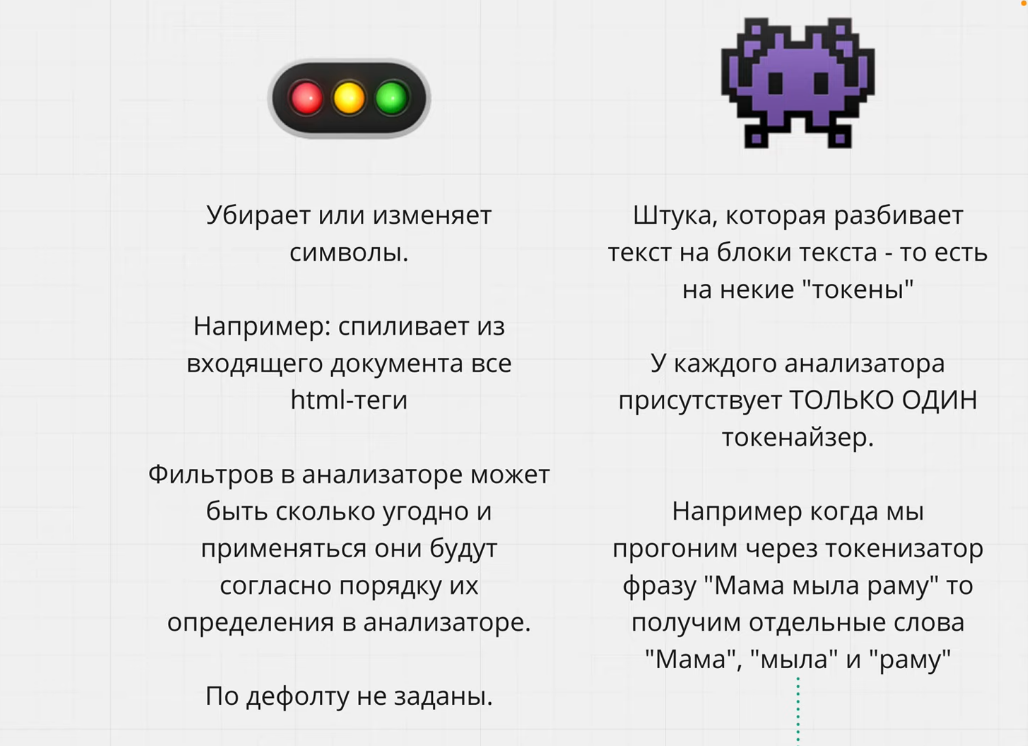 Убирает или изменяет
символы.
Например: спиливает из
входящего документа все
html-теги
Фильтров в анализаторе может
быть сколько угодно и
применяться они будут
согласно порядку их
определения в анализаторе.
По дефолту не заданы.
Штука, которая разбивает
текст на блоки текста - то есть
на некие "токены"
У каждого анализатора
присутствует ТОЛЬКО ОДИН
токенайзер.
Например когда мы
прогоним через токенизатор
фразу "Мама мыла раму" то
получим отдельные слова
"Мама", "мыла" и "раму"